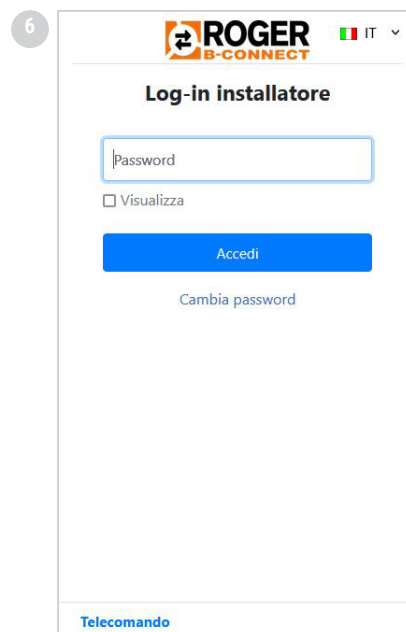 6
ROGER
B-CONNECT
IT
Log-in installatore
Password
Visualizza
Accedi
Cambia password
Telecomando